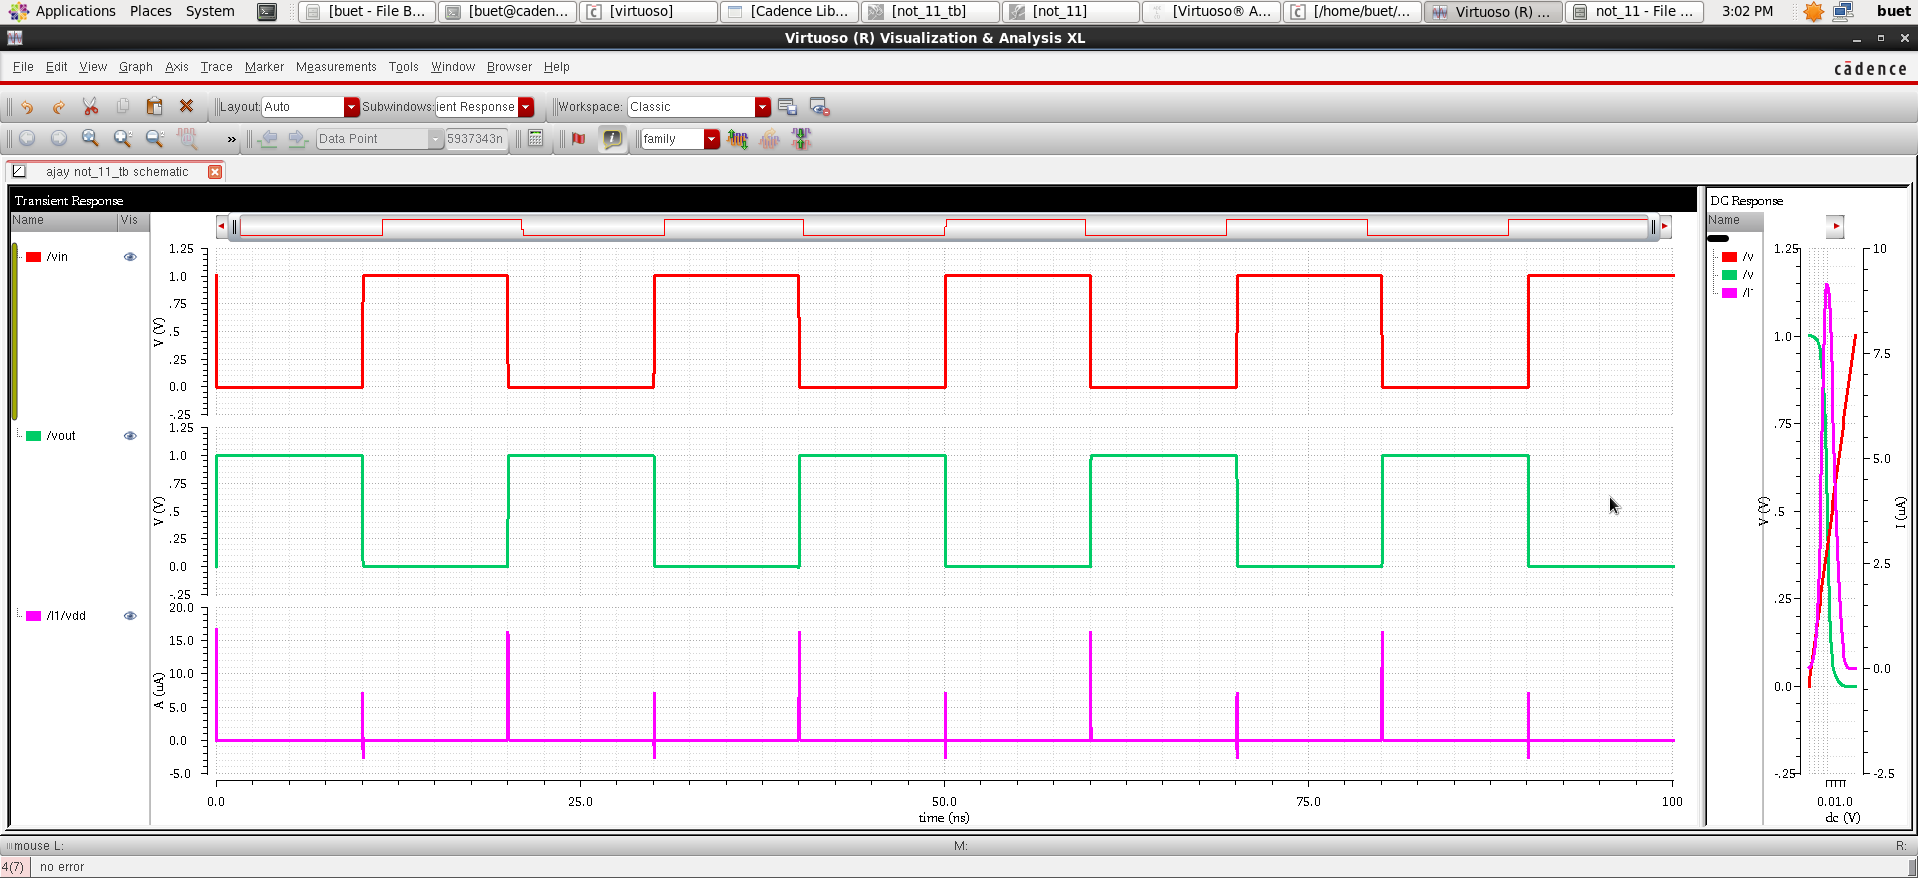 Applications Places System [buet - File B... [buet@caden... [virtuoso] [Cadence Lib... [not_11_tb] [not_11] [Virtuoso® A... [/home/buet/... Virtuoso (R) ... not_11 - File ... 3:02 PM buet
Virtuoso (R) Visualization & Analysis XL
File Edit View Graph Axis Trace Marker Measurements Tools Window Browser Help
cādence
Layout: Auto Subwindows: ient Response Workspace: Classic
» Data Point 5937343n family
ajay not_11_tb schematic
Transient Response
Name Vis
/vin
1.25
1.0
.75
.5
.25
0.0
-.25
V (V)
/vout
1.25
1.0
.75
.5
.25
0.0
-.25
V (V)
/I1/vdd
20.0
15.0
10.0
5.0
0.0
-5.0
A (uA)
0.0 25.0 50.0 75.0 100
time (ns)
DC Response
Name
/v
/v
/I
1.25
1.0
.75
.5
.25
0.0
-.25
V (V)
10
7.5
5.0
2.5
0.0
-2.5
I (uA)
0.01.0
dc (V)
mouse L: M: R:
4(7) no error